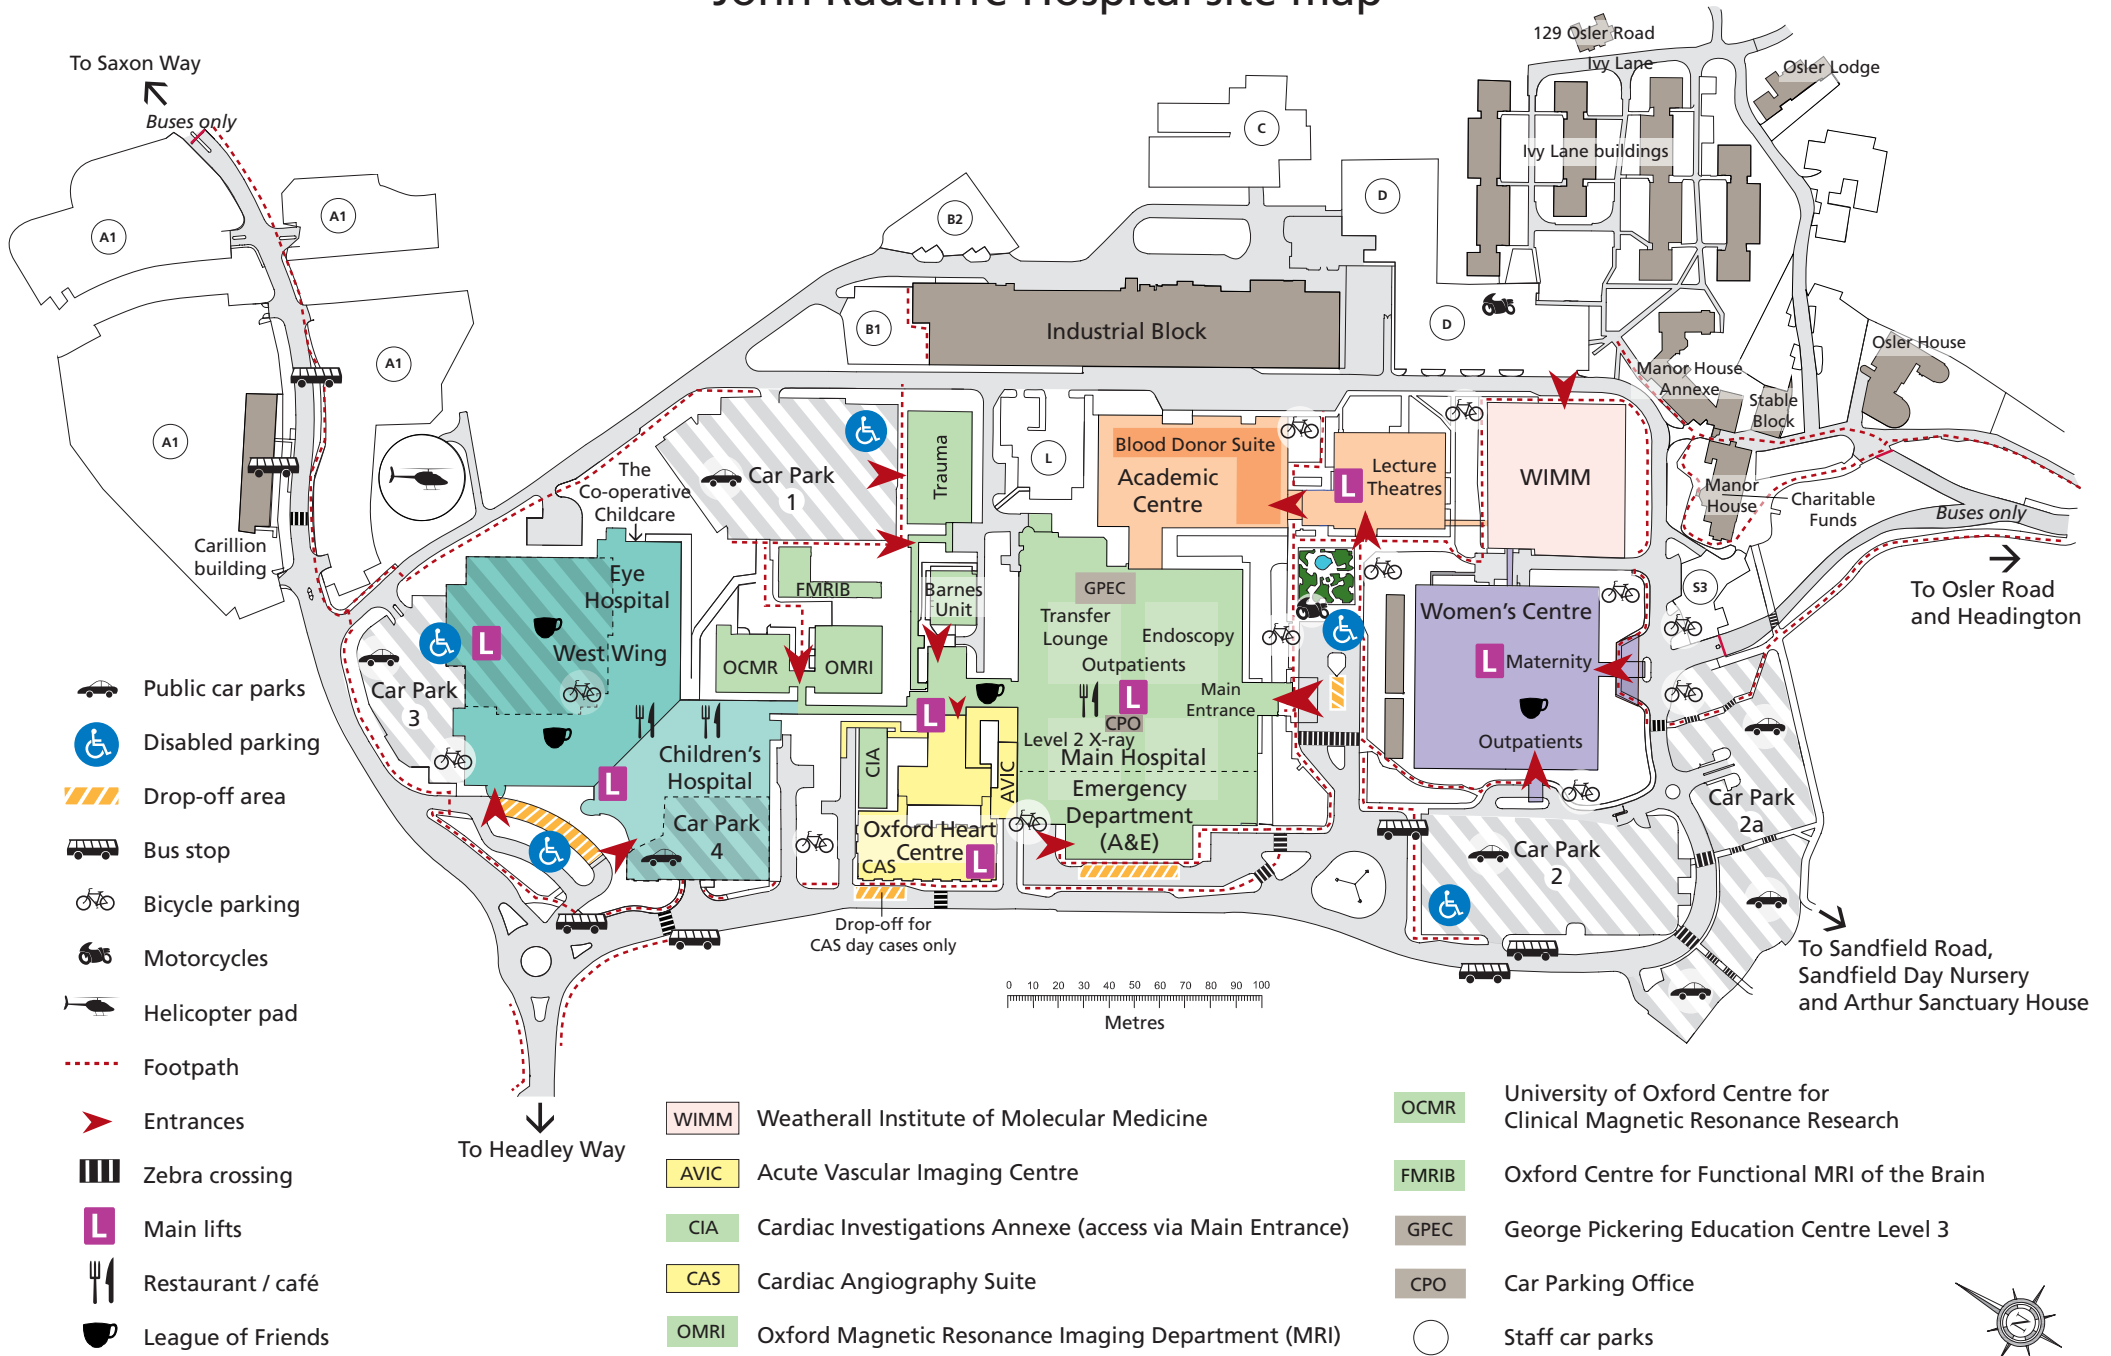 John Radcliffe Hospital site map
129 Osler Road
Ivy Lane
Osler Lodge
To Saxon Way
Buses only
C
Ivy Lane buildings
D
A1
A1
B2
B1
Industrial Block
D
A1
Osler House
Manor House
Annexe
Stable
Block
A1
Carillion
building
The
Co-operative
Childcare
Car Park
1
Trauma
L
Blood Donor Suite
Academic
Centre
L
Lecture
Theatres
WIMM
Manor
House
Charitable
Funds
Buses only
To Osler Road
and Headington
S3
Eye
Hospital
West Wing
L
FMRIB
Barnes
Unit
OCMR
OMRI
GPEC
Transfer
Lounge
Endoscopy
Outpatients
L
Main
Entrance
CPO
Level 2 X-ray
Main Hospital
Emergency
Department
(A&E)
Women's Centre
L
Maternity
Outpatients
Car Park
3
L
Children's
Hospital
Car Park
4
L
CIA
AVIC
Oxford Heart
Centre
CAS
L
Drop-off for
CAS day cases only
Car Park
2
Car Park
2a
To Sandfield Road,
Sandfield Day Nursery
and Arthur Sanctuary House
0 10 20 30 40 50 60 70 80 90 100
Metres
To Headley Way
Public car parks
Disabled parking
Drop-off area
Bus stop
Bicycle parking
Motorcycles
Helicopter pad
Footpath
Entrances
Zebra crossing
L Main lifts
Restaurant / café
League of Friends
WIMM Weatherall Institute of Molecular Medicine
AVIC Acute Vascular Imaging Centre
CIA Cardiac Investigations Annexe (access via Main Entrance)
CAS Cardiac Angiography Suite
OMRI Oxford Magnetic Resonance Imaging Department (MRI)
OCMR University of Oxford Centre for
Clinical Magnetic Resonance Research
FMRIB Oxford Centre for Functional MRI of the Brain
GPEC George Pickering Education Centre Level 3
CPO Car Parking Office
Staff car parks
N